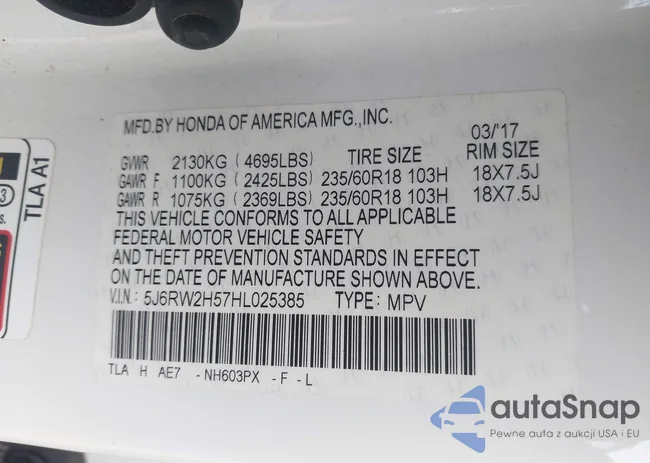 MFD.BY HONDA OF AMERICA MFG.,INC.
03/'17
GVWR 2130KG (4695LBS) TIRE SIZE RIM SIZE
GAWR F 1100KG (2425LBS) 235/60R18 103H 18X7.5J
GAWR R 1075KG (2369LBS) 235/60R18 103H 18X7.5J
THIS VEHICLE CONFORMS TO ALL APPLICABLE
FEDERAL MOTOR VEHICLE SAFETY
AND THEFT PREVENTION STANDARDS IN EFFECT
ON THE DATE OF MANUFACTURE SHOWN ABOVE.
V.I.N.: 5J6RW2H57HL025385 TYPE: MPV
TLA H AE7 -NH603PX -F -L
TLA A1
3
s.
autaSnap
Pewne auta z aukcji USA i EU